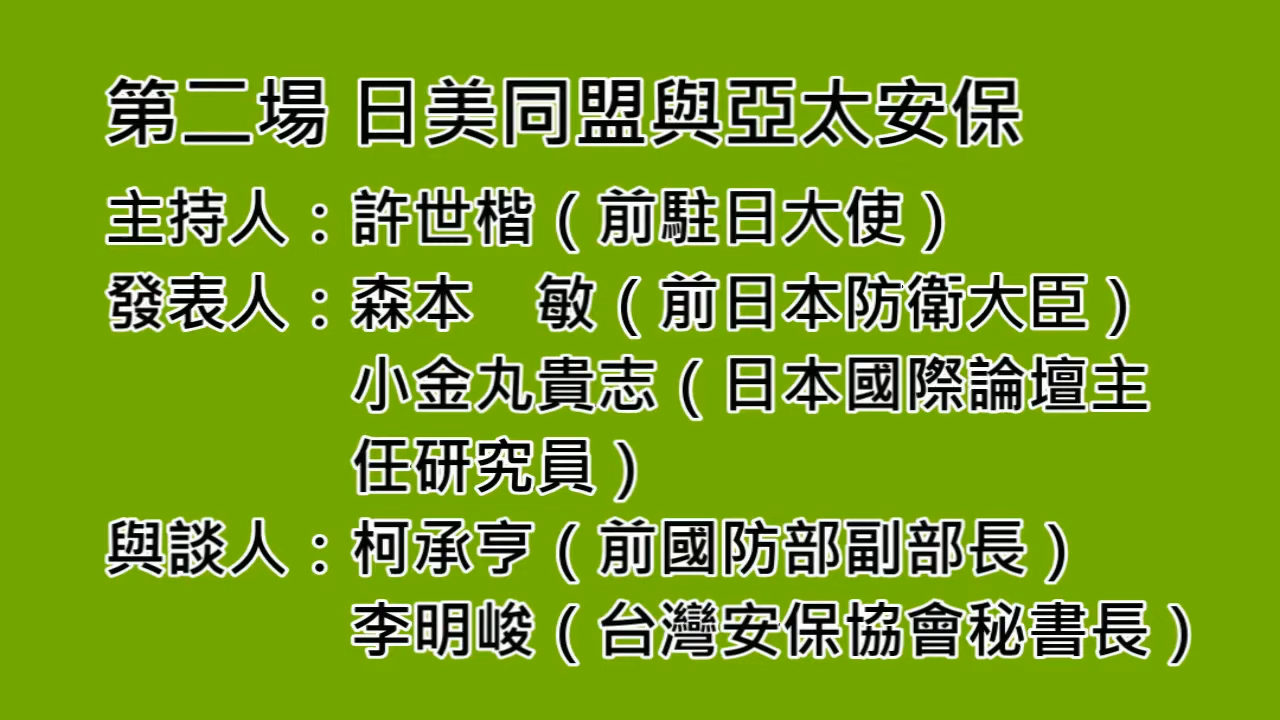 第二場 日美同盟與亞太安保
主持人：許世楷（前駐日大使）
發表人：森本　敏（前日本防衛大臣）
小金丸貴志（日本國際論壇主
任研究員）
與談人：柯承亨（前國防部副部長）
李明峻（台灣安保協會秘書長）